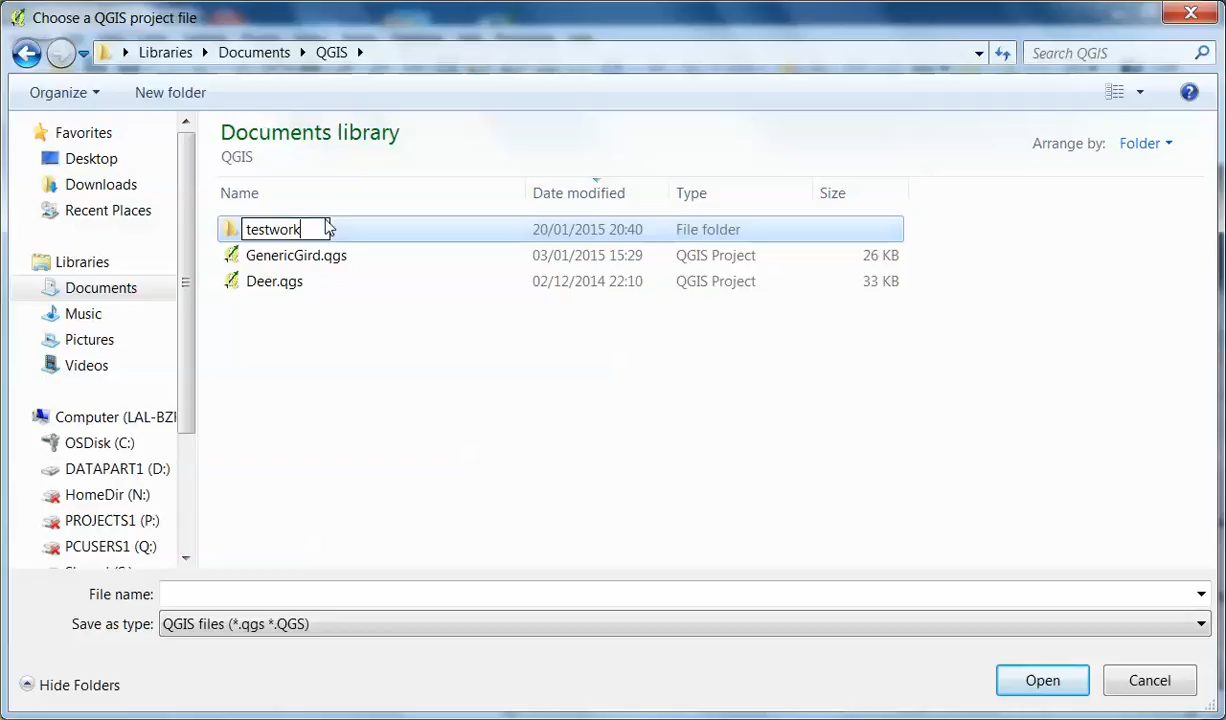 Choose a QGIS project file
Libraries Documents QGIS
Search QGIS
Organize New folder
Favorites
Desktop
Downloads
Recent Places
Libraries
Documents
Music
Pictures
Videos
Computer (LAL-BZ
OSDisk (C:)
DATAPART1 (D:)
HomeDir (N:)
PROJECTS1 (P:)
PCUSERS1 (Q:)
Documents library
QGIS
Arrange by: Folder
Name Date modified Type Size
testwork 20/01/2015 20:40 File folder
GenericGird.qgs 03/01/2015 15:29 QGIS Project 26 KB
Deer.qgs 02/12/2014 22:10 QGIS Project 33 KB
File name:
Save as type: QGIS files (*.qgs *.QGS)
Hide Folders
Open Cancel